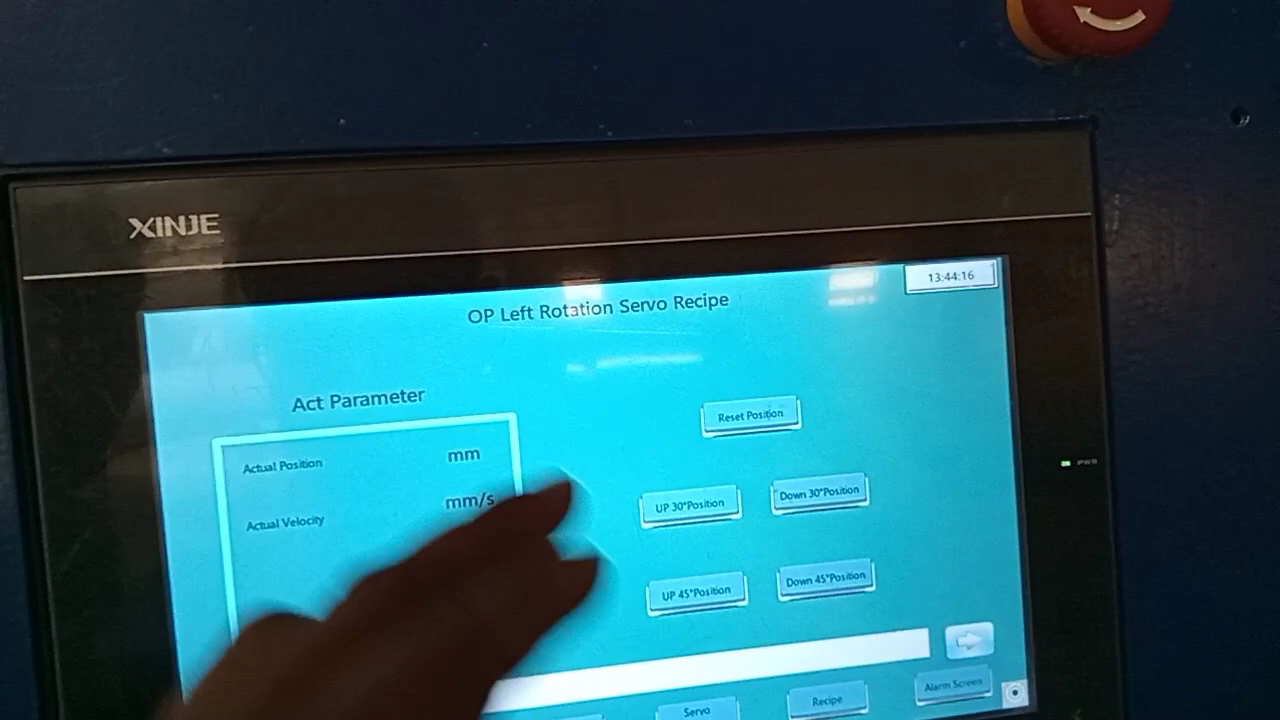 XINJE
13:44:16
OP Left Rotation Servo Recipe
Act Parameter
Reset Position
Actual Position mm
UP 30°Position Down 30°Position
Actual Velocity mm/s
UP 45°Position Down 45°Position
Servo Recipe Alarm Screen
PWR